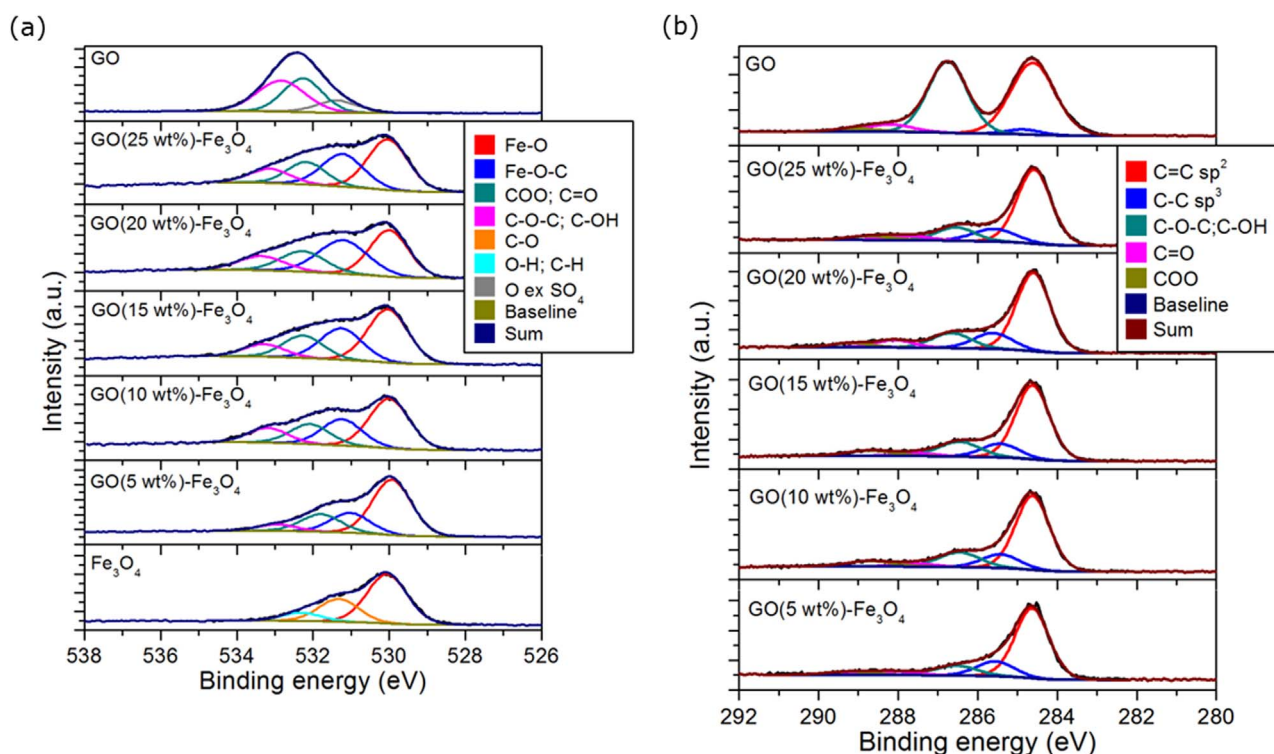 (a)
GO
GO(25 wt%)-Fe₃O₄
GO(20 wt%)-Fe₃O₄
GO(15 wt%)-Fe₃O₄
GO(10 wt%)-Fe₃O₄
GO(5 wt%)-Fe₃O₄
Fe₃O₄
Fe-O
Fe-O-C
COO; C=O
C-O-C; C-OH
C-O
O-H; C-H
O ex SO₄
Baseline
Sum
Intensity (a.u.)
538 536 534 532 530 528 526
Binding energy (eV)
(b)
GO
GO(25 wt%)-Fe₃O₄
GO(20 wt%)-Fe₃O₄
GO(15 wt%)-Fe₃O₄
GO(10 wt%)-Fe₃O₄
GO(5 wt%)-Fe₃O₄
C=C sp²
C-C sp³
C-O-C;C-OH
C=O
COO
Baseline
Sum
Intensity (a.u.)
292 290 288 286 284 282 280
Binding energy (eV)